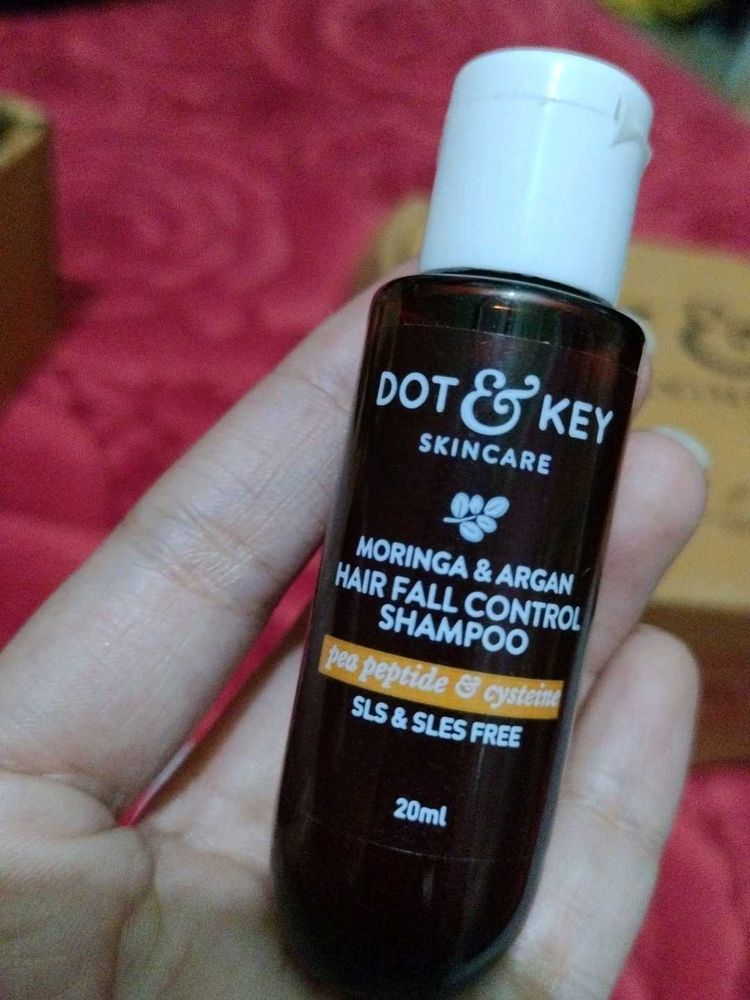 DOT & KEY
SKINCARE
MORINGA & ARGAN
HAIR FALL CONTROL
SHAMPOO
pea peptide & cysteine
SLS & SLES FREE
20ml